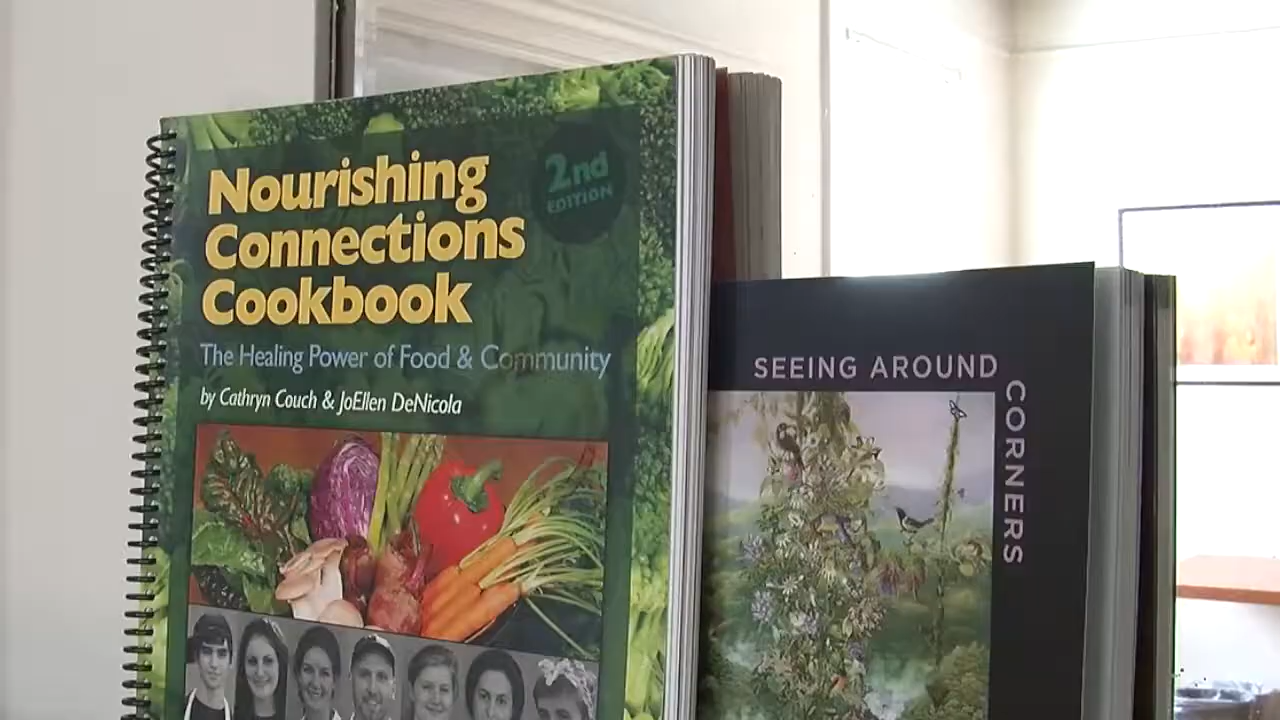 Nourishing
Connections
Cookbook
2nd
EDITION
The Healing Power of Food & Community
by Cathryn Couch & JoEllen DeNicola
SEEING AROUND
CORNERS